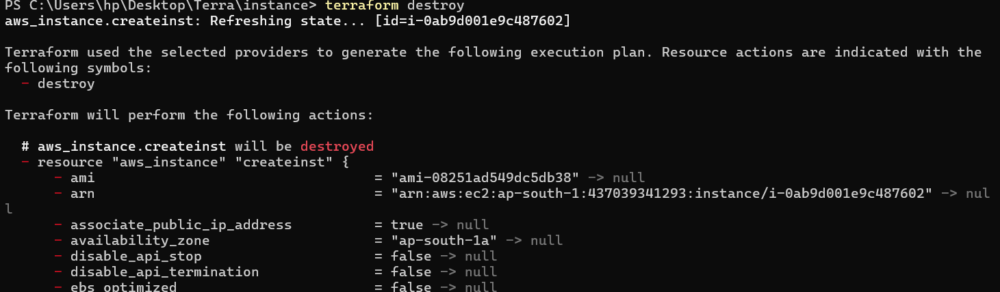 PS C:\Users\hp\Desktop\Terra\instance> terraform destroy
aws_instance.createinst: Refreshing state... [id=i-0ab9d001e9c487602]
Terraform used the selected providers to generate the following execution plan. Resource actions are indicated with the
following symbols:
- destroy
Terraform will perform the following actions:
# aws_instance.createinst will be destroyed
- resource "aws_instance" "createinst" {
- ami = "ami-08251ad549dc5db38" -> null
- arn = "arn:aws:ec2:ap-south-1:437039341293:instance/i-0ab9d001e9c487602" -> nul
l
- associate_public_ip_address = true -> null
- availability_zone = "ap-south-1a" -> null
- disable_api_stop = false -> null
- disable_api_termination = false -> null
- ebs_optimized = false -> null